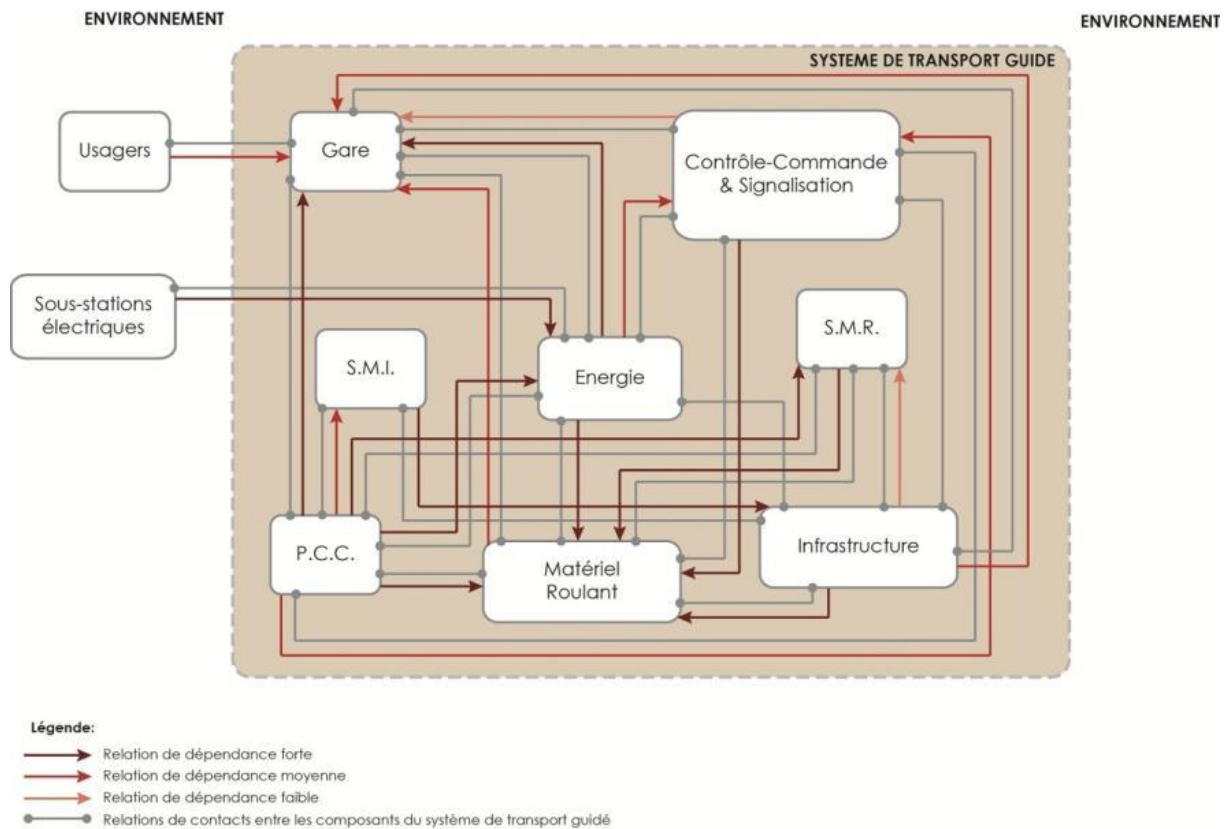 ENVIRONNEMENT
ENVIRONNEMENT
SYSTEME DE TRANSPORT GUIDE
Usagers
Gare
Contrôle-Commande
& Signalisation
Sous-stations
électriques
S.M.I.
Energie
S.M.R.
P.C.C.
Matériel
Roulant
Infrastructure
Légende:
Relation de dépendance forte
Relation de dépendance moyenne
Relation de dépendance faible
Relations de contacts entre les composants du système de transport guidé